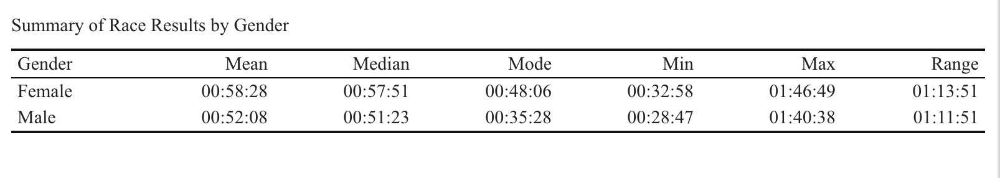 Summary of Race Results by Gender
Gender Mean Median Mode Min Max Range
Female 00:58:28 00:57:51 00:48:06 00:32:58 01:46:49 01:13:51
Male 00:52:08 00:51:23 00:35:28 00:28:47 01:40:38 01:11:51